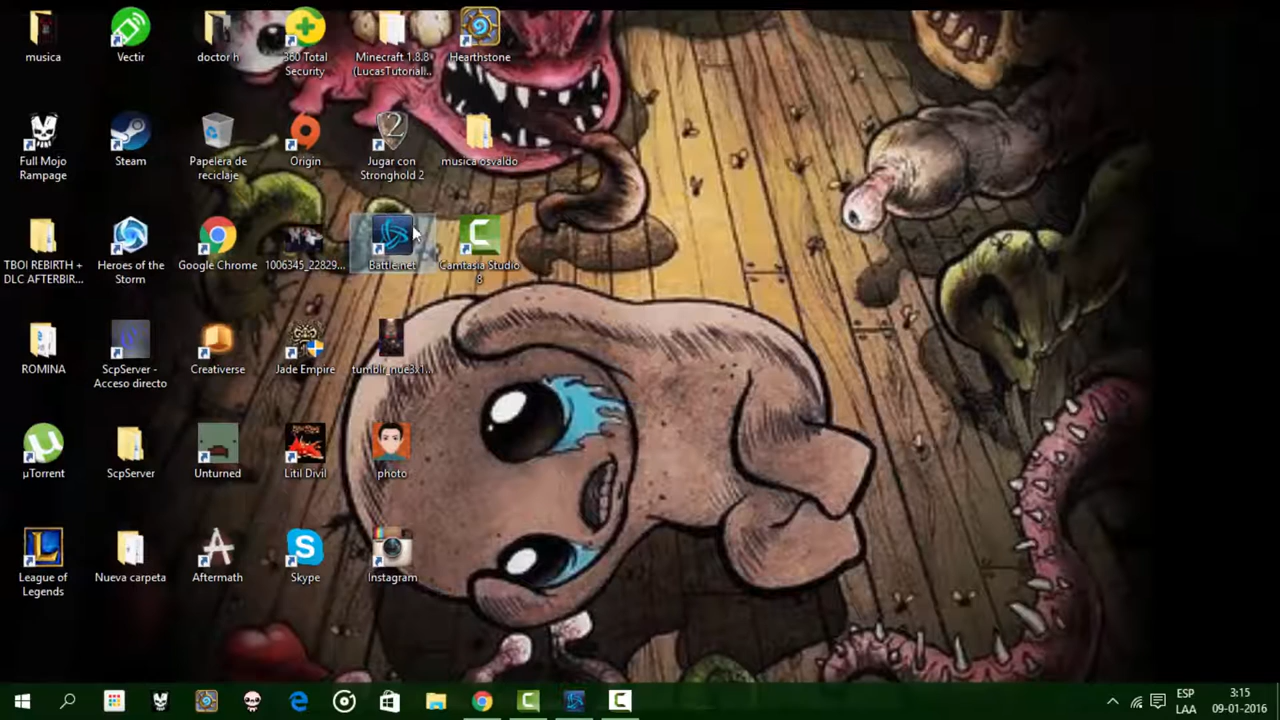 musica
Vectir
doctor h
360 Total
Security
Minecraft 1.8.8
(LucasTutorial...
Hearthstone
Full Mojo
Rampage
Steam
Papelera de
reciclaje
Origin
2
Jugar con
Stronghold 2
musica osvaldo
TBOI REBIRTH +
DLC AFTERBIR...
Heroes of the
Storm
Google Chrome
1006345_22829...
Battle.net
Camtasia Studio
8
ROMINA
ScpServer -
Acceso directo
Creativerse
Jade Empire
tumblr_nue3x1...
µTorrent
ScpServer
Unturned
Litil Divil
photo
League of
Legends
Nueva carpeta
Aftermath
Skype
Instagram
ESP
LAA
3:15
09-01-2016